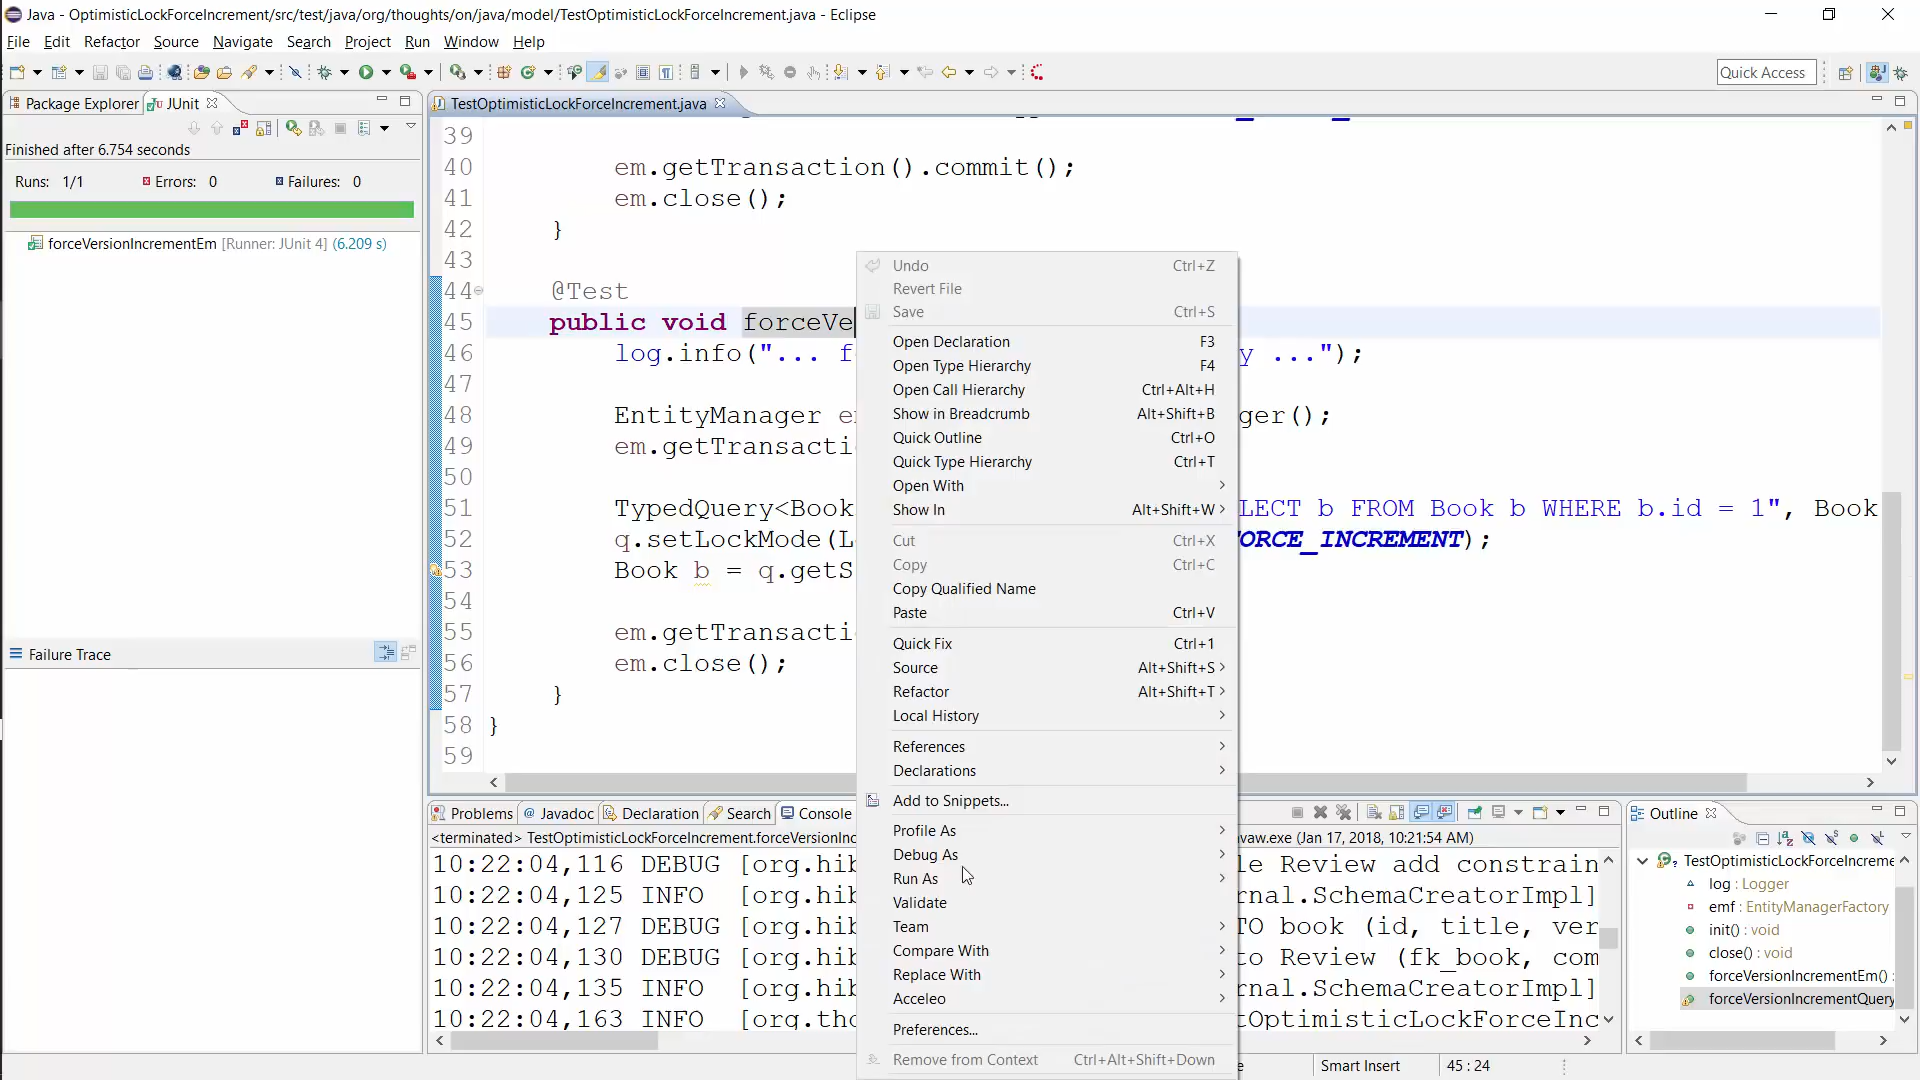 Java - OptimisticLockForceIncrement/src/test/java/org/thoughts/on/java/model/TestOptimisticLockForceIncrement.java - Eclipse
File Edit Refactor Source Navigate Search Project Run Window Help
Quick Access
Package Explorer JUnit
Finished after 6.754 seconds
Runs: 1/1 Errors: 0 Failures: 0
forceVersionIncrementEm [Runner: JUnit 4] (6.209 s)
Failure Trace
TestOptimisticLockForceIncrement.java
39
40 em.getTransaction().commit();
41 em.close();
42 }
43
44 @Test
45 public void forceVe
46 log.info("... f y ...");
47
48 EntityManager e ger();
49 em.getTransacti
50
51 TypedQuery<Book LECT b FROM Book b WHERE b.id = 1", Book
52 q.setLockMode(L ORCE_INCREMENT);
53 Book b = q.getS
54
55 em.getTransacti
56 em.close();
57 }
58 }
59
Undo Ctrl+Z
Revert File
Save Ctrl+S
Open Declaration F3
Open Type Hierarchy F4
Open Call Hierarchy Ctrl+Alt+H
Show in Breadcrumb Alt+Shift+B
Quick Outline Ctrl+O
Quick Type Hierarchy Ctrl+T
Open With
Show In Alt+Shift+W
Cut Ctrl+X
Copy Ctrl+C
Copy Qualified Name
Paste Ctrl+V
Quick Fix Ctrl+1
Source Alt+Shift+S
Refactor Alt+Shift+T
Local History
References
Declarations
Add to Snippets...
Profile As
Debug As
Run As
Validate
Team
Compare With
Replace With
Acceleo
Preferences...
Remove from Context Ctrl+Alt+Shift+Down
Problems Javadoc Declaration Search Console
<terminated> TestOptimisticLockForceIncrement.forceVersionInc avaw.exe (Jan 17, 2018, 10:21:54 AM)
10:22:04,116 DEBUG [org.hib le Review add constrain
10:22:04,125 INFO [org.hib rnal.SchemaCreatorImpl]
10:22:04,127 DEBUG [org.hib TO book (id, title, ver
10:22:04,130 DEBUG [org.hib to Review (fk_book, com
10:22:04,135 INFO [org.hib rnal.SchemaCreatorImpl]
10:22:04,163 INFO [org.tho tOptimisticLockForceInc
Outline
TestOptimisticLockForceIncreme
log : Logger
emf : EntityManagerFactory
init() : void
close() : void
forceVersionIncrementEm() :
forceVersionIncrementQuery
e Smart Insert 45 : 24